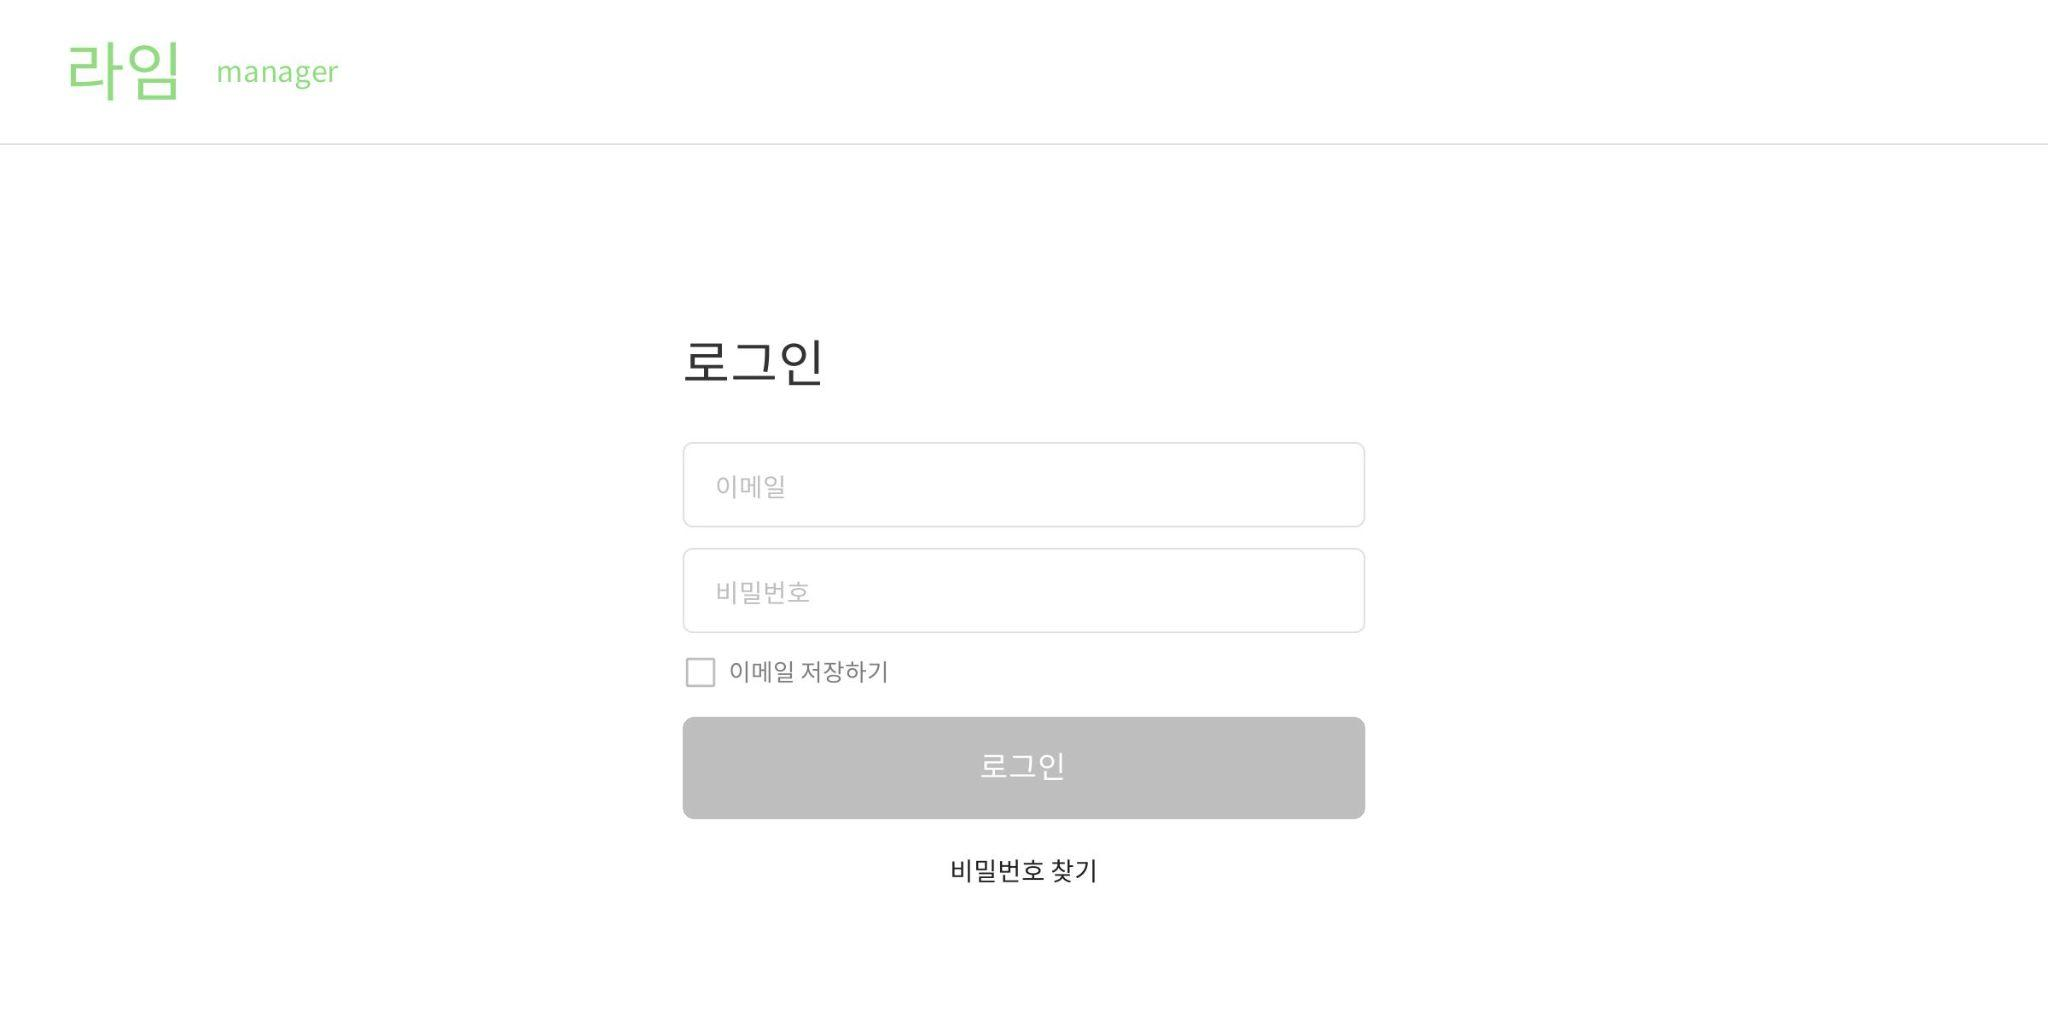 라임 manager
로그인
이메일
비밀번호
이메일 저장하기
로그인
비밀번호 찾기